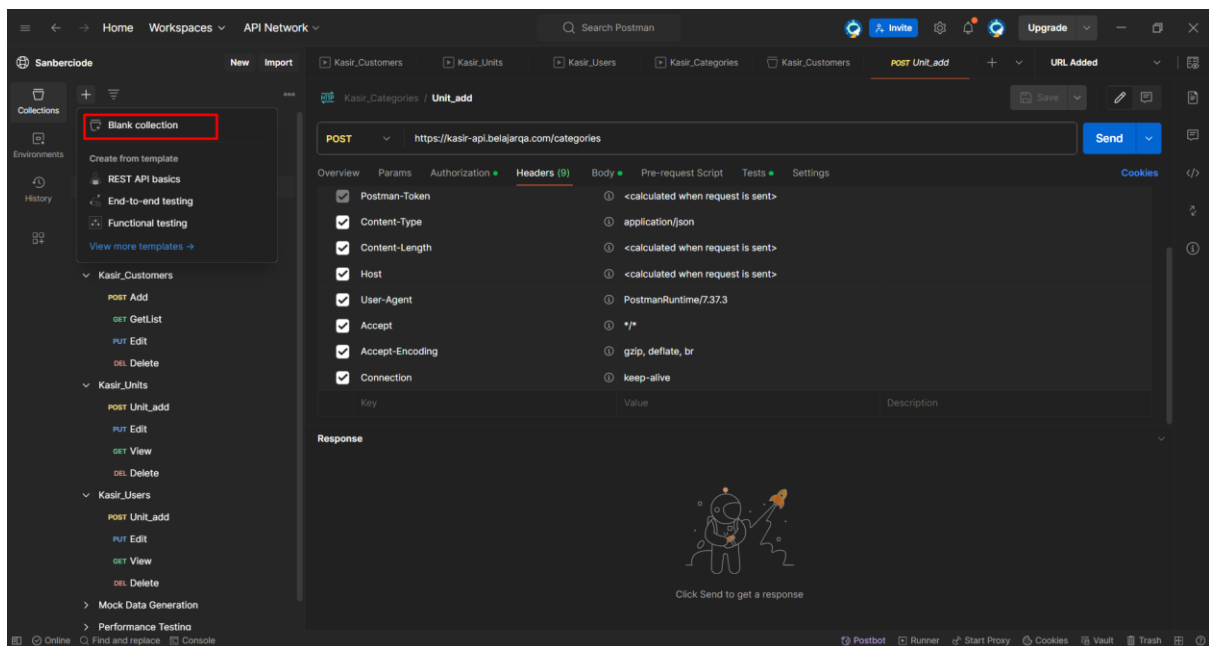 Home Workspaces API Network Search Postman Invite Upgrade
Sanberciode New Import
Kasir_Customers Kasir_Units Kasir_Users Kasir_Categories Kasir_Customers POST Unit_add URL Added
Collections
Environments
History
Blank collection
Create from template
REST API basics
End-to-end testing
Functional testing
View more templates →
Kasir_Customers
POST Add
GET GetList
PUT Edit
DEL Delete
Kasir_Units
POST Unit_add
PUT Edit
GET View
DEL Delete
Kasir_Users
POST Unit_add
PUT Edit
GET View
DEL Delete
Mock Data Generation
Performance Testing
HTTP Kasir_Categories / Unit_add Save
POST https://kasir-api.belajarqa.com/categories Send
Overview Params Authorization Headers (9) Body Pre-request Script Tests Settings Cookies
Postman-Token <calculated when request is sent>
Content-Type application/json
Content-Length <calculated when request is sent>
Host <calculated when request is sent>
User-Agent PostmanRuntime/7.37.3
Accept */*
Accept-Encoding gzip, deflate, br
Connection keep-alive
Key Value Description
Response
Click Send to get a response
Online Find and replace Console Postbot Runner Start Proxy Cookies Vault Trash